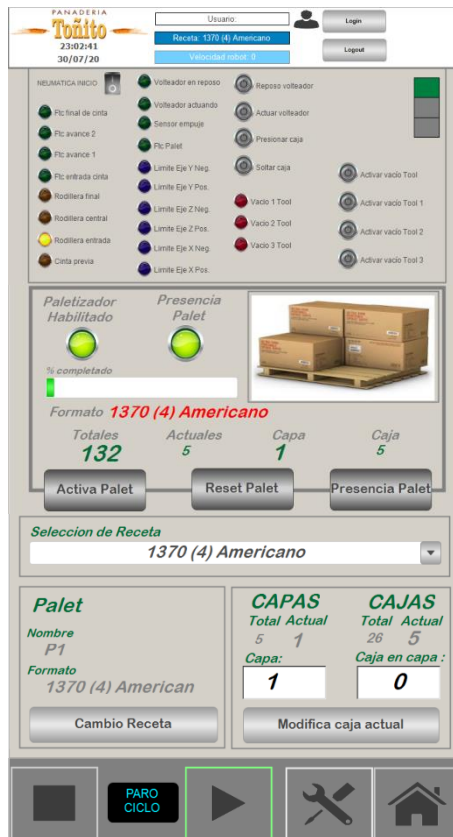 PANADERIA
Toñito
23:02:41
30/07/20
Usuario:
Receta: 1370 (4) Americano
Velocidad robot: 0
Login
Logout
NEUMATICA INICIO
Ftc final de cinta
Ftc avance 2
Ftc avance 1
Ftc entrada cinta
Rodillera final
Rodillera central
Rodillera entrada
Cinta previa
Volteador en reposo
Volteador actuando
Sensor empuje
Ftc Palet
Limite Eje Y Neg.
Limite Eje Y Pos.
Limite Eje Z Neg.
Limite Eje Z Pos.
Limite Eje X Neg.
Limite Eje X Pos.
Reposo volteador
Actuar volteador
Presionar caja
Soltar caja
Vacio 1 Tool
Vacio 2 Tool
Vacio 3 Tool
Activar vacío Tool
Activar vacío Tool 1
Activar vacío Tool 2
Activar vacío Tool 3
Paletizador
Habilitado
Presencia
Palet
% completado
Formato 1370 (4) Americano
Totales Actuales Capa Caja
132 5 1 5
Activa Palet
Reset Palet
Presencia Palet
Seleccion de Receta
1370 (4) Americano
Palet
Nombre
P1
Formato
1370 (4) American
Cambio Receta
CAPAS CAJAS
Total Actual Total Actual
5 1 26 5
Capa: Caja en capa :
1 0
Modifica caja actual
PARO
CICLO